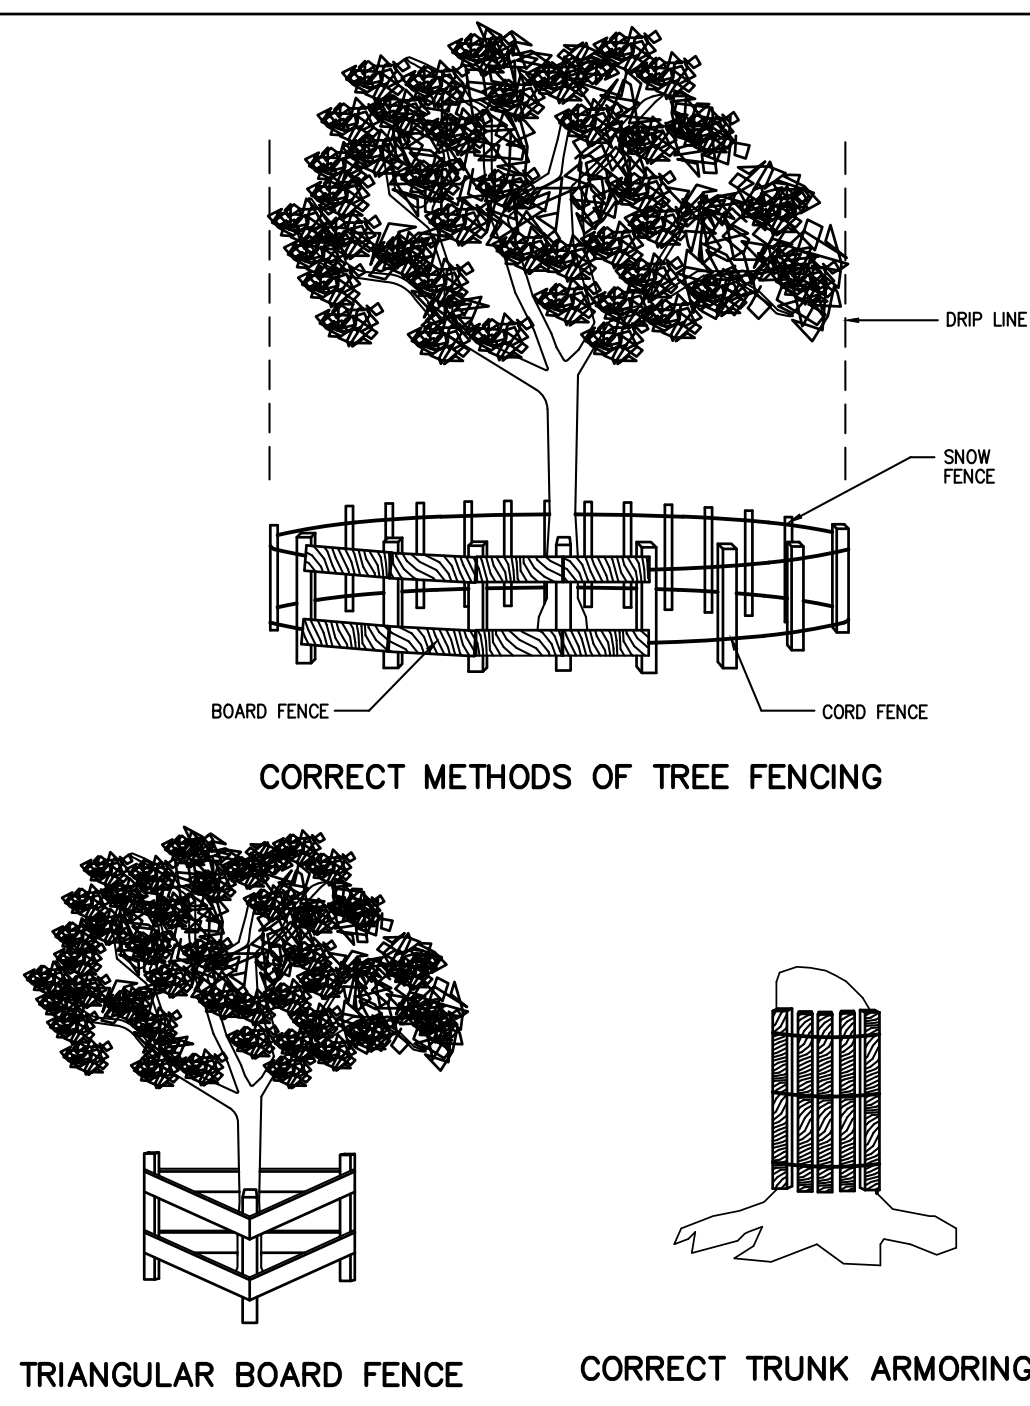 DRIP LINE
SNOW
FENCE
BOARD FENCE
CORD FENCE
CORRECT METHODS OF TREE FENCING
TRIANGULAR BOARD FENCE
CORRECT TRUNK ARMORING